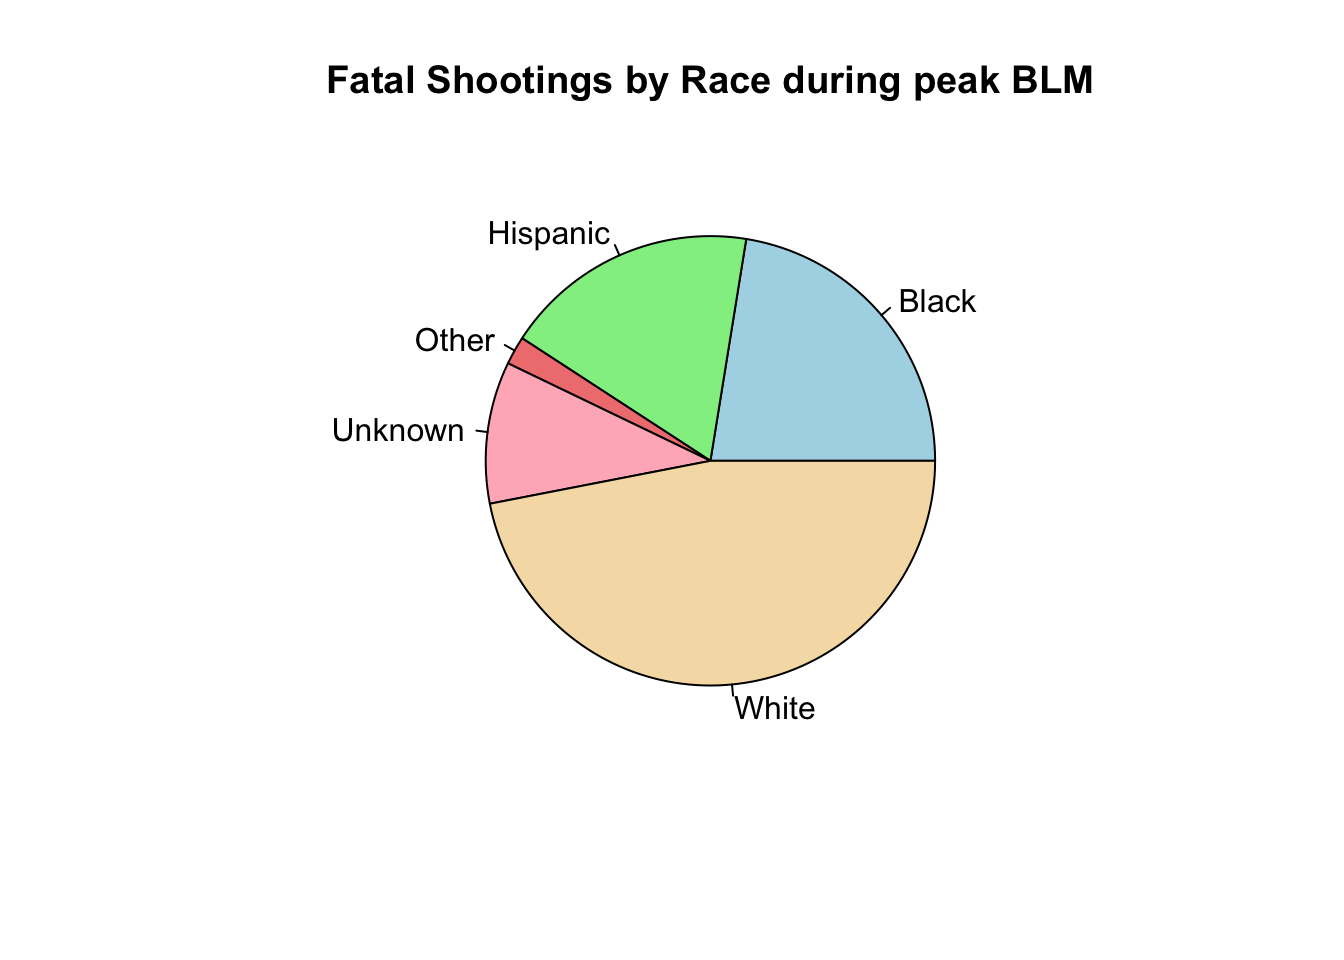 Fatal Shootings by Race during peak BLM
Hispanic
Black
Other
Unknown
White